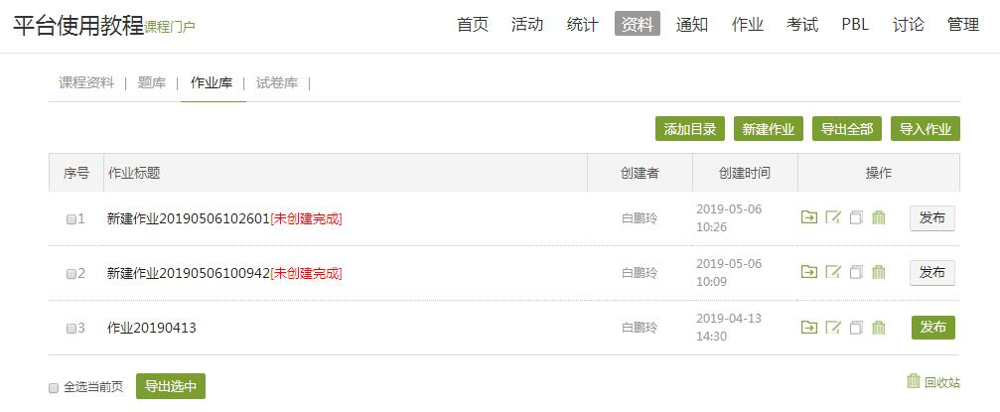 平台使用教程课程门户 首页 活动 统计 资料 通知 作业 考试 PBL 讨论 管理
课程资料 | 题库 | 作业库 | 试卷库 |
添加目录 新建作业 导出全部 导入作业
序号 作业标题 创建者 创建时间 操作
1 新建作业20190506102601[未创建完成] 白鹏玲 2019-05-06 10:26 发布
2 新建作业20190506100942[未创建完成] 白鹏玲 2019-05-06 10:09 发布
3 作业20190413 白鹏玲 2019-04-13 14:30 发布
全选当前页 导出选中 回收站